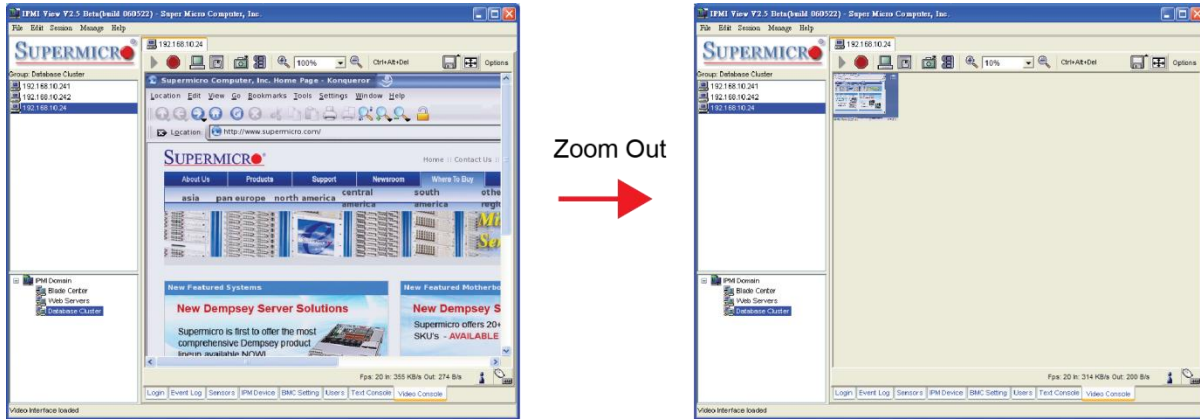 IPMI View V2.5 Beta(build 060522) - Super Micro Computer, Inc.
File Edit Session Manage Help
SUPERMICRO
192.168.10.24
100% Ctrl+Alt+Del Options
Group: Database Cluster
192.168.10.241
192.168.10.242
192.168.10.24
Supermicro Computer, Inc. Home Page - Konqueror
Location Edit View Go Bookmarks Tools Settings Window Help
Location: http://www.supermicro.com/
SUPERMICRO
Home :: Contact Us ::
About Us Products Support Newsroom Where To Buy
asia pan europe north america central america south america othe regio
New Featured Systems
New Dempsey Server Solutions
Supermicro is first to offer the most
comprehensive Dempsey product
lineup available NOW!
New Featured Motherbo
New Dempsey S
Supermicro offers 20+
SKU's - AVAILABLE
IPMI Domain
Blade Center
Web Servers
Database Cluster
Fps: 20 In: 355 KB/s Out: 274 B/s
Login Event Log Sensors IPM Device BMC Setting Users Text Console Video Console
Video Interface loaded
Zoom Out
IPMI View V2.5 Beta(build 060522) - Super Micro Computer, Inc.
File Edit Session Manage Help
SUPERMICRO
192.168.10.24
10% Ctrl+Alt+Del Options
Group: Database Cluster
192.168.10.241
192.168.10.242
192.168.10.24
IPMI Domain
Blade Center
Web Servers
Database Cluster
Fps: 20 In: 314 KB/s Out: 200 B/s
Login Event Log Sensors IPM Device BMC Setting Users Text Console Video Console
Video Interface loaded